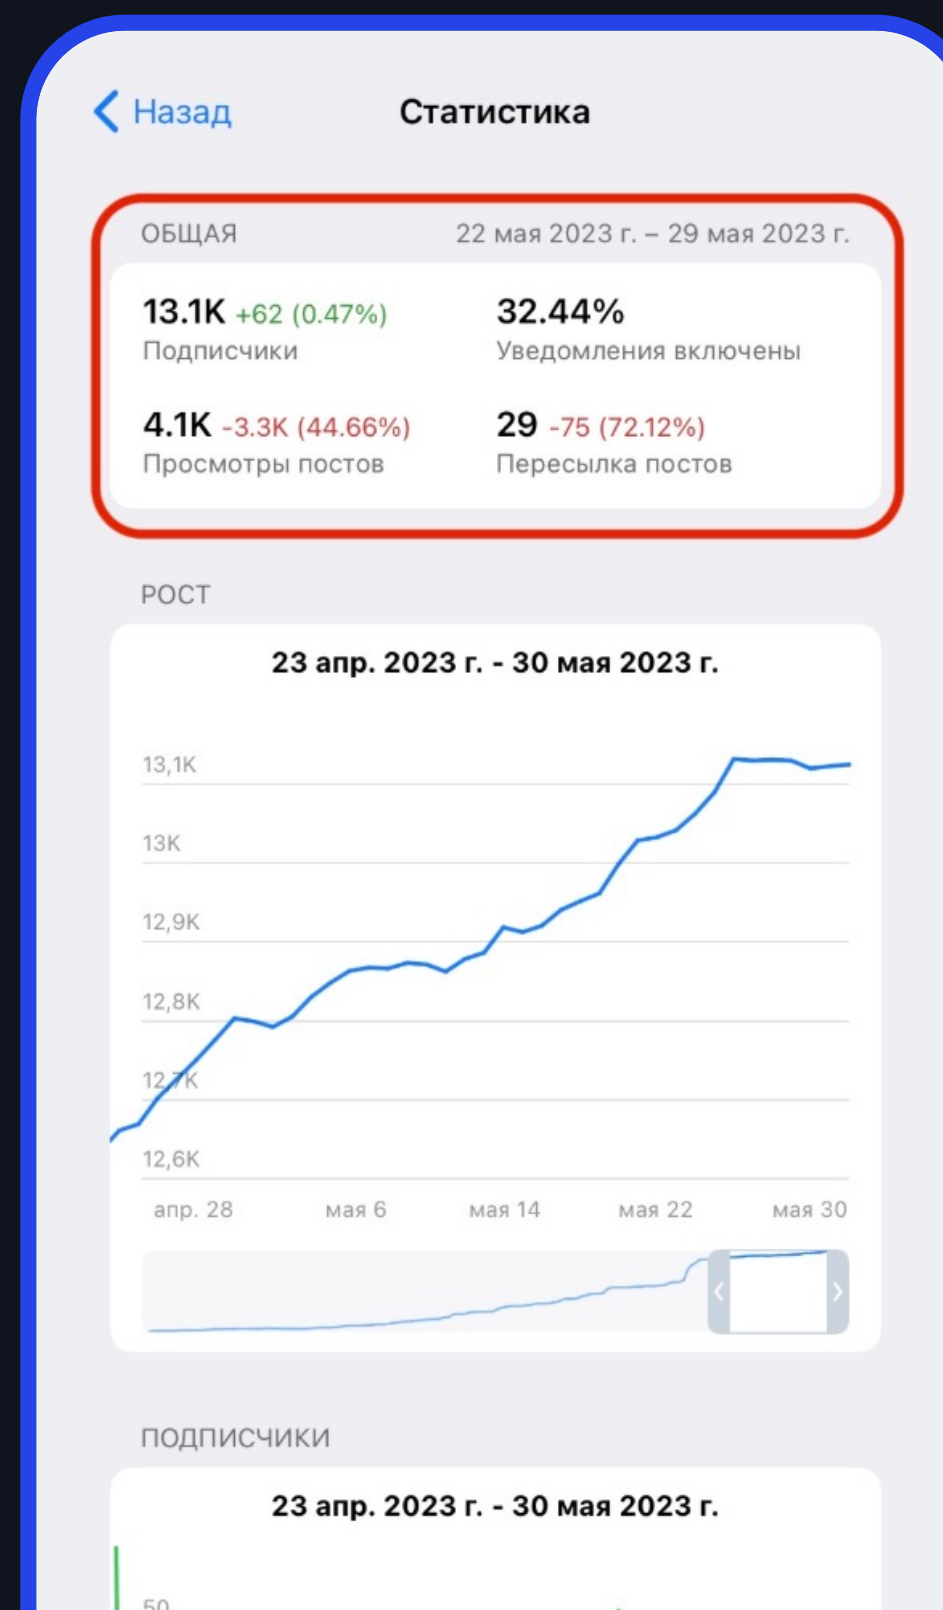 Назад
Статистика
ОБЩАЯ
22 мая 2023 г. – 29 мая 2023 г.
13.1K +62 (0.47%)
32.44%
Подписчики
Уведомления включены
4.1K -3.3K (44.66%)
29 -75 (72.12%)
Просмотры постов
Пересылка постов
РОСТ
23 апр. 2023 г. - 30 мая 2023 г.
13,1K
13K
12,9K
12,8K
12,7K
12,6K
апр. 28
мая 6
мая 14
мая 22
мая 30
ПОДПИСЧИКИ
23 апр. 2023 г. - 30 мая 2023 г.
50